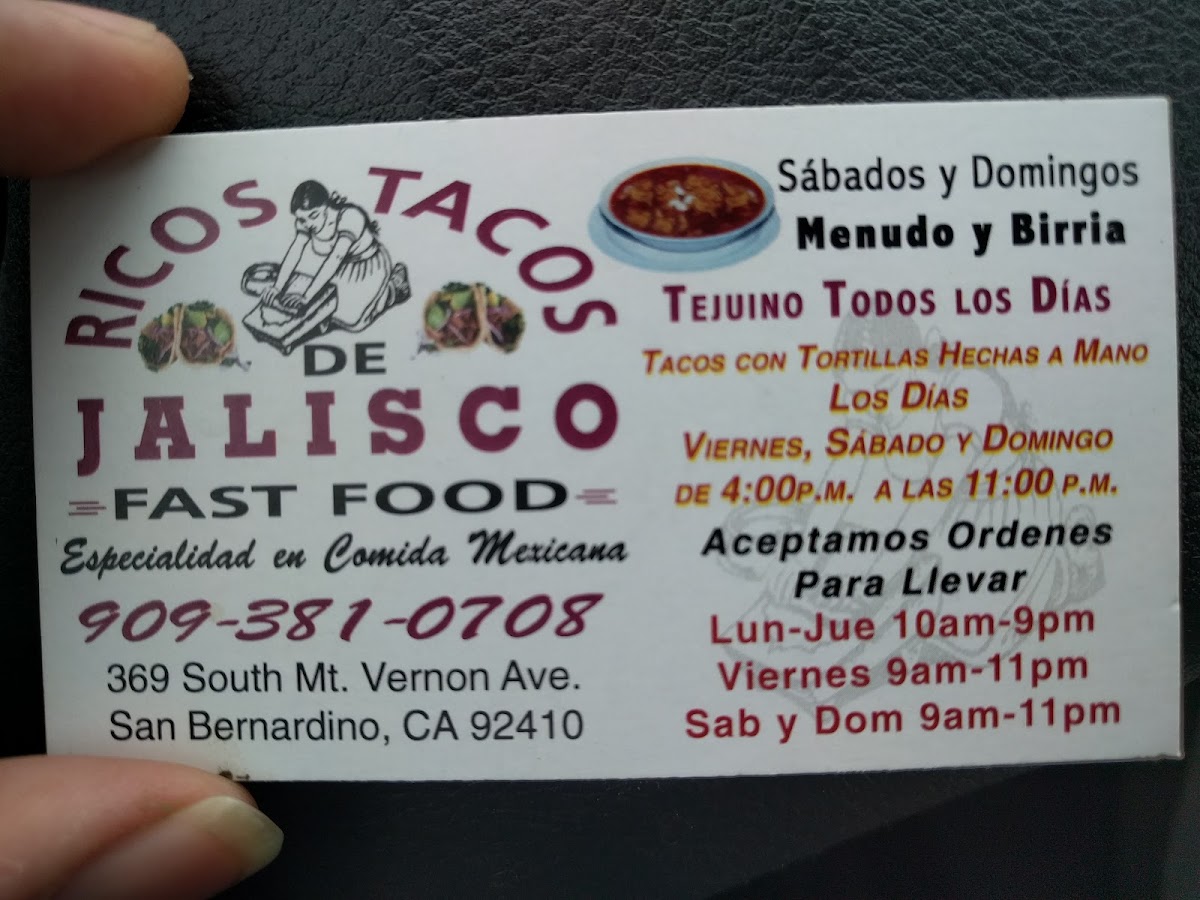 RICOS TACOS
DE
JALISCO
FAST FOOD
Especialidad en Comida Mexicana
909-381-0708
369 South Mt. Vernon Ave.
San Bernardino, CA 92410
Sábados y Domingos
Menudo y Birria
TEJUINO TODOS LOS DÍAS
TACOS CON TORTILLAS HECHAS A MANO
LOS DÍAS
VIERNES, SÁBADO Y DOMINGO
DE 4:00P.M. A LAS 11:00 P.M.
Aceptamos Ordenes
Para Llevar
Lun-Jue 10am-9pm
Viernes 9am-11pm
Sab y Dom 9am-11pm